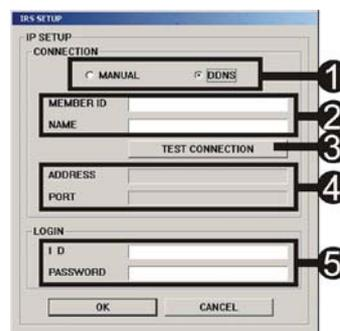 IRS SETUP
IP SETUP
CONNECTION
MANUAL DDNS
1
MEMBER ID
NAME
2
TEST CONNECTION
3
ADDRESS
PORT
4
LOGIN
I D
PASSWORD
5
OK CANCEL